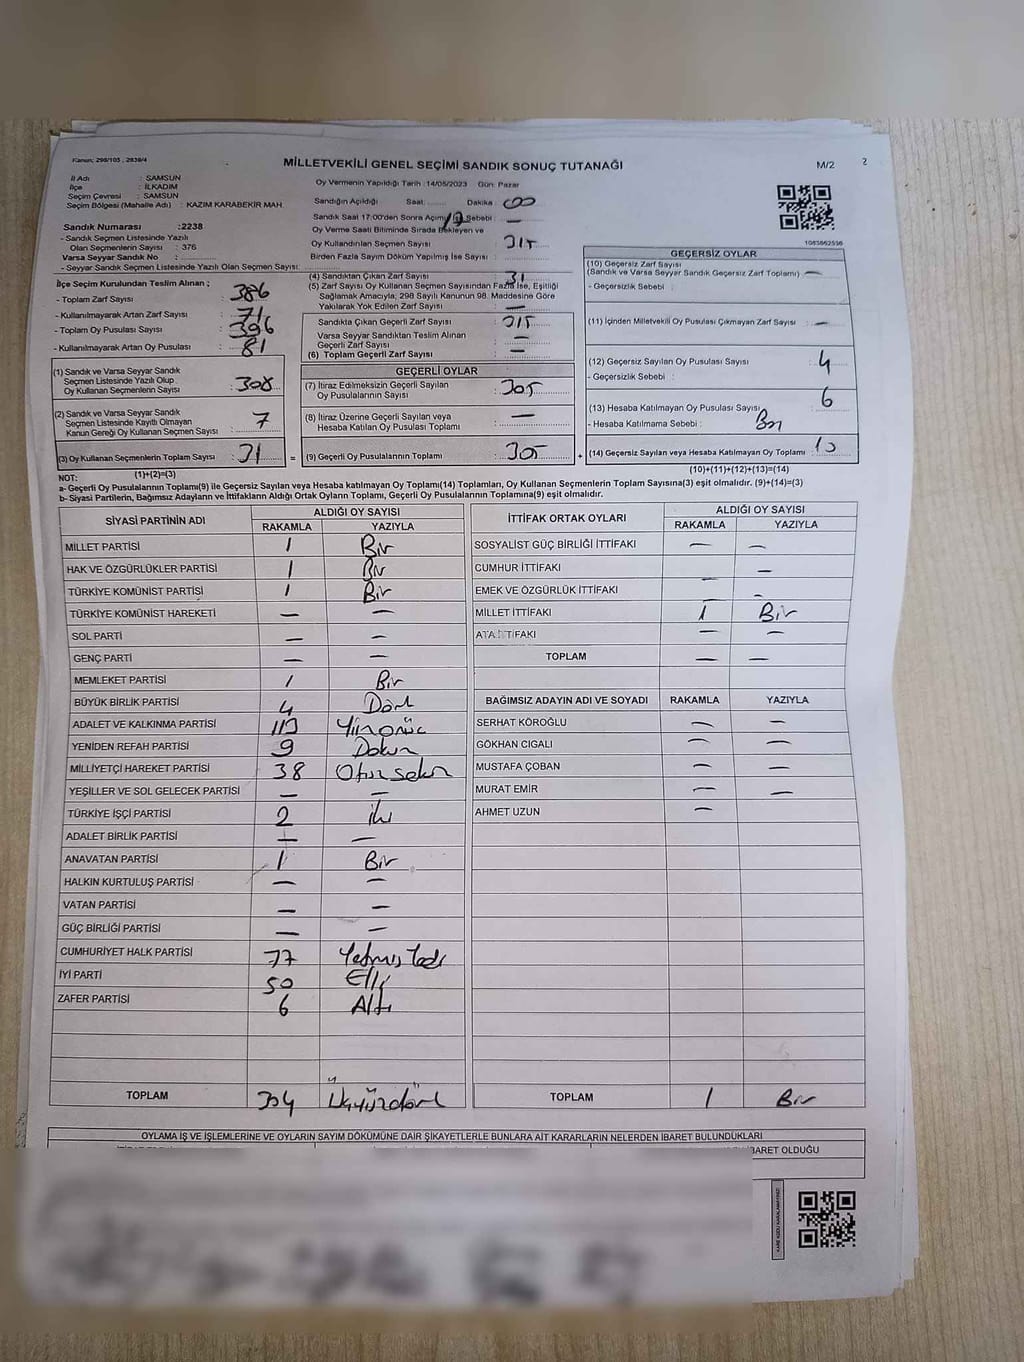 Kanun; 298/105 , 2839/4
MİLLETVEKİLİ GENEL SEÇİMİ SANDIK SONUÇ TUTANAĞI
M/2
2
İl Adı : SAMSUN
İlçe : İLKADIM
Seçim Çevresi : SAMSUN
Seçim Bölgesi (Mahalle Adı) : KAZIM KARABEKİR MAH.
Sandık Numarası :2238
- Sandık Seçmen Listesinde Yazılı
Olan Seçmenlerin Sayısı : 376
Varsa Seyyar Sandık No :
- Seyyar Sandık Seçmen Listesinde Yazılı Olan Seçmen Sayısı:
Oy Vermenin Yapıldığı Tarih :14/05/2023 Gün: Pazar
Sandığın Açıldığı Saat: Dakika
Sandık Saat 17:00'den Sonra Açılmış Sebebi : —
Oy Verme Saati Bitiminde Sırada Bekleyen ve
Oy Kullandırılan Seçmen Sayısı : 315
Birden Fazla Sayım Dökümü Yapılmış İse Sayısı :
1083662596
İlçe Seçim Kurulundan Teslim Alınan ;
- Toplam Zarf Sayısı : 386
- Kullanılmayarak Artan Zarf Sayısı : 71
- Toplam Oy Pusulası Sayısı : 396
- Kullanılmayarak Artan Oy Pusulası : 81
(1) Sandık ve Varsa Seyyar Sandık
Seçmen Listesinde Yazılı Olup
Oy Kullanan Seçmenlerin Sayısı : 308
(2) Sandık ve Varsa Seyyar Sandık
Seçmen Listesinde Kayıtlı Olmayan
Kanun Gereği Oy Kullanan Seçmen Sayısı : 7
(3) Oy Kullanan Seçmenlerin Toplam Sayısı : 31 =
(4) Sandıktan Çıkan Zarf Sayısı : 31
(5) Zarf Sayısı Oy Kullanan Seçmen Sayısından Fazla İse, Eşitliği
Sağlamak Amacıyla, 298 Sayılı Kanunun 98. Maddesine Göre
Yakılarak Yok Edilen Zarf Sayısı : —
Sandıkta Çıkan Geçerli Zarf Sayısı : 315
Varsa Seyyar Sandıktan Teslim Alınan
Geçerli Zarf Sayısı : —
(6) Toplam Geçerli Zarf Sayısı : —
GEÇERLİ OYLAR
(7) İtiraz Edilmeksizin Geçerli Sayılan
Oy Pusulalarının Sayısı : 305
(8) İtiraz Üzerine Geçerli Sayılan veya
Hesaba Katılan Oy Pusulası Toplamı : —
(9) Geçerli Oy Pusulalarının Toplamı : 305 +
GEÇERSİZ OYLAR
(10) Geçersiz Zarf Sayısı
(Sandık ve Varsa Seyyar Sandık Geçersiz Zarf Toplamı) : —
- Geçersizlik Sebebi :
(11) İçinden Milletvekili Oy Pusulası Çıkmayan Zarf Sayısı : —
(12) Geçersiz Sayılan Oy Pusulası Sayısı : 4
- Geçersizlik Sebebi :
(13) Hesaba Katılmayan Oy Pusulası Sayısı : 6
- Hesaba Katılmama Sebebi :
(14) Geçersiz Sayılan veya Hesaba Katılmayan Oy Toplamı : 10
NOT: (1)+(2)=(3) (10)+(11)+(12)+(13)=(14)
a- Geçerli Oy Pusulalarının Toplamı(9) ile Geçersiz Sayılan veya Hesaba katılmayan Oy Toplamı(14) Toplamları, Oy Kullanan Seçmenlerin Toplam Sayısına(3) eşit olmalıdır. (9)+(14)=(3)
b- Siyasi Partilerin, Bağımsız Adayların ve İttifakların Aldığı Ortak Oyların Toplamı, Geçerli Oy Pusulalarının Toplamına(9) eşit olmalıdır.
SİYASİ PARTİNİN ADI ALDIĞI OY SAYISI
RAKAMLA YAZIYLA
MİLLET PARTİSİ 1 Bir
HAK VE ÖZGÜRLÜKLER PARTİSİ 1 Bir
TÜRKİYE KOMÜNİST PARTİSİ 1 Bir
TÜRKİYE KOMÜNİST HAREKETİ — —
SOL PARTİ — —
GENÇ PARTİ — —
MEMLEKET PARTİSİ 1 Bir
BÜYÜK BİRLİK PARTİSİ 4 Dört
ADALET VE KALKINMA PARTİSİ 113 Yüzonüç
YENİDEN REFAH PARTİSİ 9 Dokuz
MİLLİYETÇİ HAREKET PARTİSİ 38 Otuzsekiz
YEŞİLLER VE SOL GELECEK PARTİSİ — —
TÜRKİYE İŞÇİ PARTİSİ 2 iki
ADALET BİRLİK PARTİSİ — —
ANAVATAN PARTİSİ 1 Bir
HALKIN KURTULUŞ PARTİSİ — —
VATAN PARTİSİ — —
GÜÇ BİRLİĞİ PARTİSİ — —
CUMHURİYET HALK PARTİSİ 77 Yetmiş Yedi
İYİ PARTİ 50 Elli
ZAFER PARTİSİ 6 Altı
TOPLAM 304 Üçyüzdört
İTTİFAK ORTAK OYLARI ALDIĞI OY SAYISI
RAKAMLA YAZIYLA
SOSYALİST GÜÇ BİRLİĞİ İTTİFAKI — —
CUMHUR İTTİFAKI —
EMEK VE ÖZGÜRLÜK İTTİFAKI — —
MİLLET İTTİFAKI 1 Bir
ATA İTTİFAKI — —
TOPLAM — —
BAĞIMSIZ ADAYIN ADI VE SOYADI RAKAMLA YAZIYLA
SERHAT KÖROĞLU — —
GÖKHAN CIGALI — —
MUSTAFA ÇOBAN — —
MURAT EMİR — —
AHMET UZUN —
TOPLAM 1 Bir
OYLAMA İŞ VE İŞLEMLERİNE VE OYLARIN SAYIM DÖKÜMÜNE DAİR ŞİKAYETLERLE BUNLARA AİT KARARLARIN NELERDEN İBARET BULUNDUKLARI
BARET OLDUĞU
KARE KODU KARALAMAYINIZ!